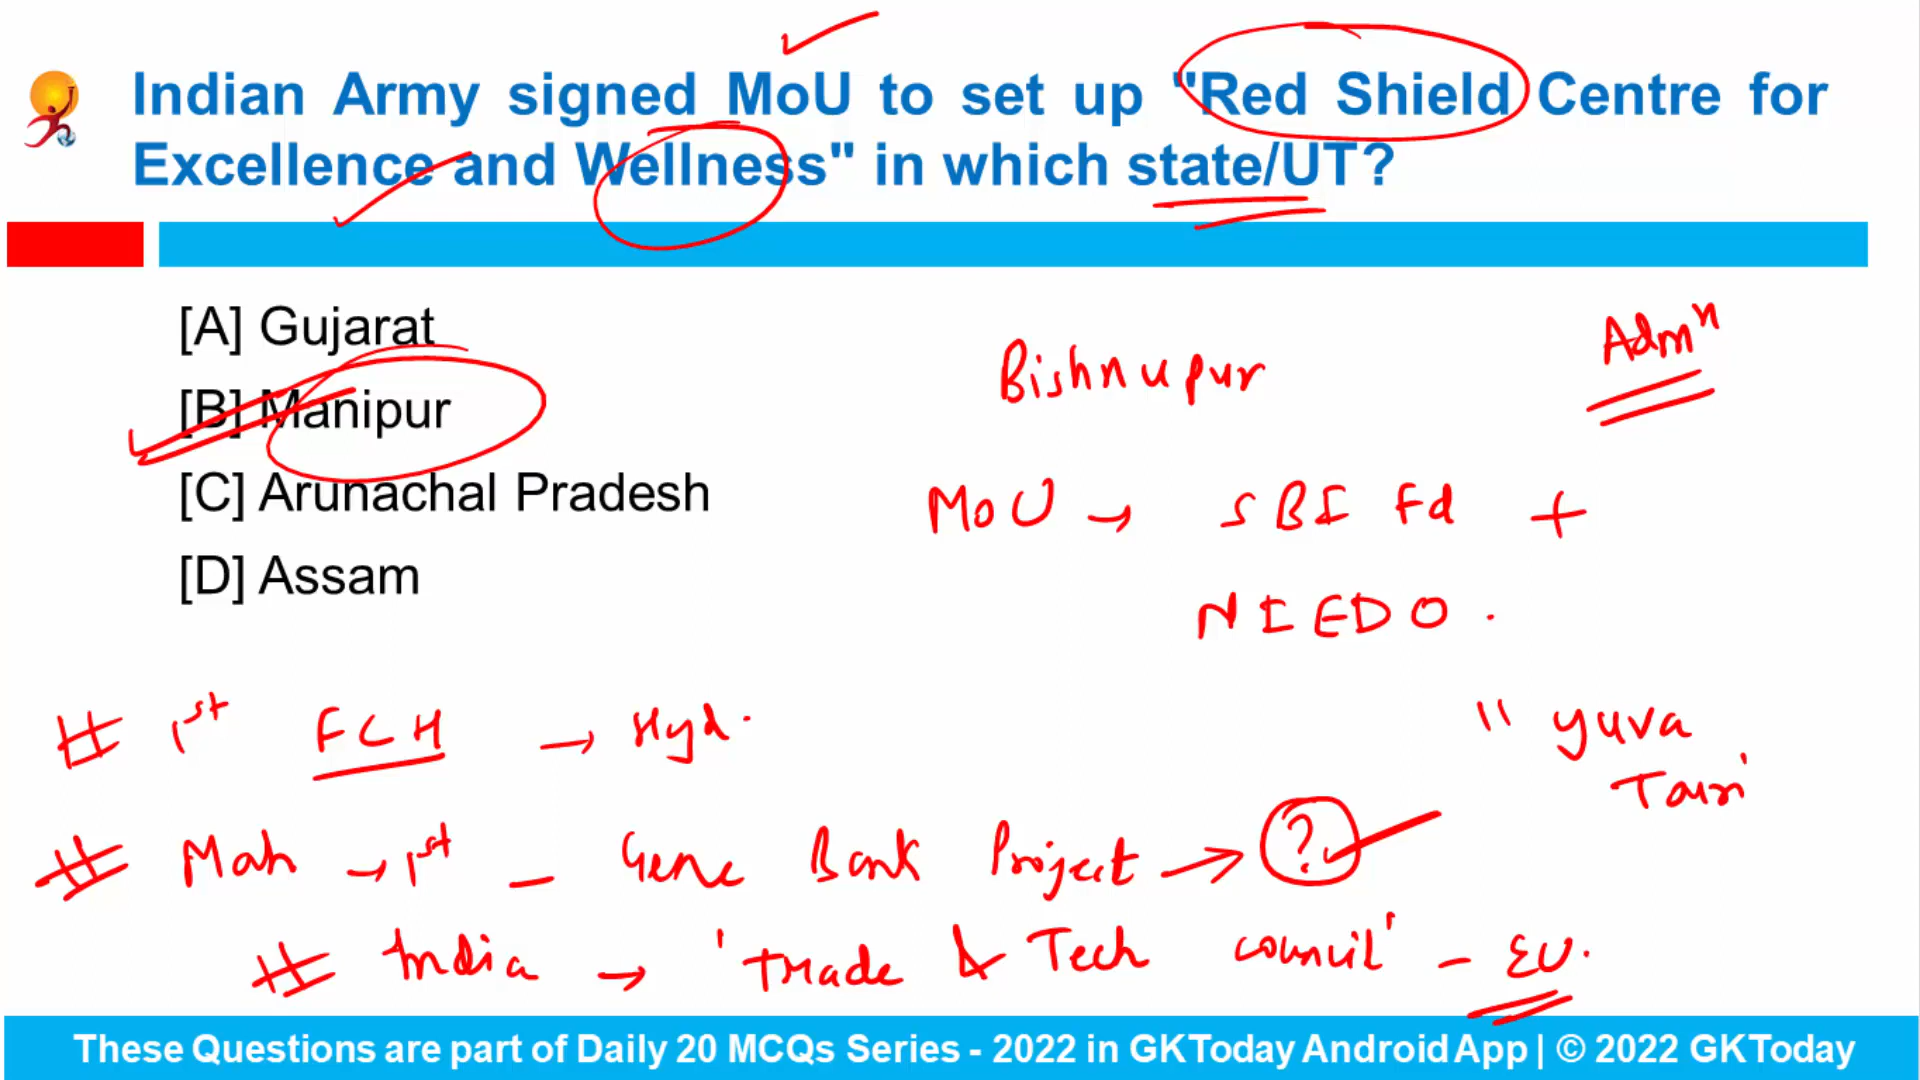 Indian Army signed MoU to set up "Red Shield Centre for
Excellence and Wellness" in which state/UT?
[A] Gujarat
[B] Manipur
[C] Arunachal Pradesh
[D] Assam
Bishnupur
Admn
MoU → SBI Fd +
NIEDO.
# 1st FCH → Hyd.
" Yuva
# Mah → 1st - Gene Bank Project → ?
# India → 'Trade & Tech council' - EU.
These Questions are part of Daily 20 MCQs Series - 2022 in GKToday Android App | © 2022 GKToday